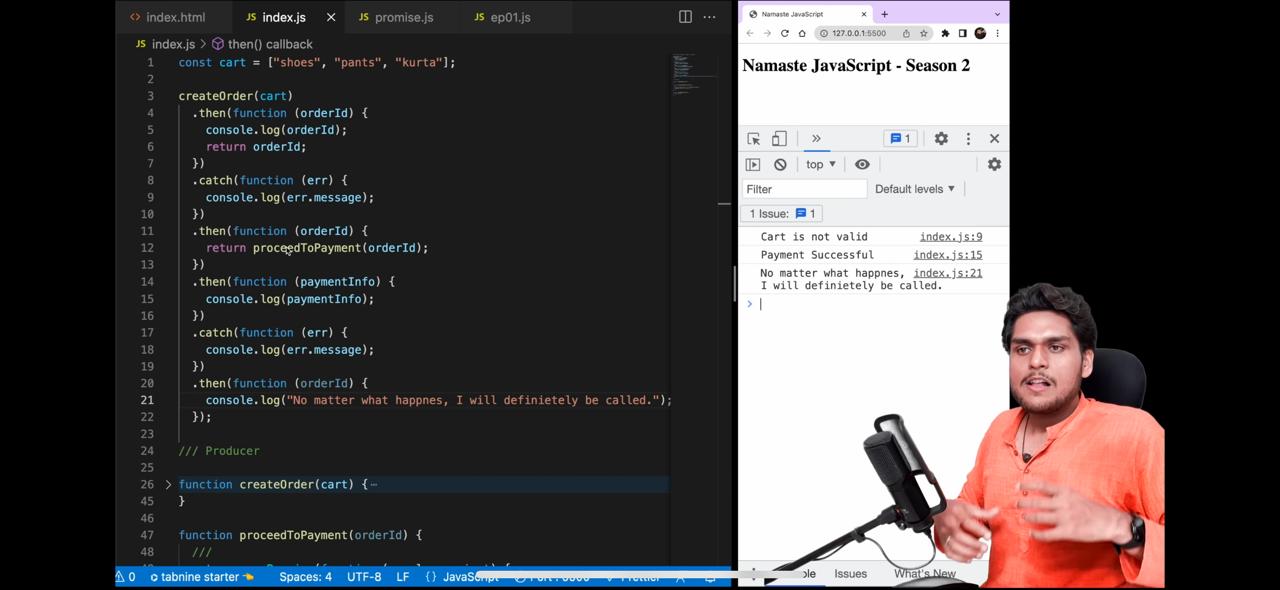 index.html
JS index.js
JS promise.js
JS ep01.js
JS index.js > then() callback
1 const cart = ["shoes", "pants", "kurta"];
2
3 createOrder(cart)
4 .then(function (orderId) {
5 console.log(orderId);
6 return orderId;
7 })
8 .catch(function (err) {
9 console.log(err.message);
10 })
11 .then(function (orderId) {
12 return proceedToPayment(orderId);
13 })
14 .then(function (paymentInfo) {
15 console.log(paymentInfo);
16 })
17 .catch(function (err) {
18 console.log(err.message);
19 })
20 .then(function (orderId) {
21 console.log("No matter what happnes, I will definietely be called.");
22 });
23
24 /// Producer
25
26 function createOrder(cart) {
45 }
46
47 function proceedToPayment(orderId) {
48 ///
0 tabnine starter Spaces: 4 UTF-8 LF {} JavaScript
Namaste JavaScript
127.0.0.1:5500
Namaste JavaScript - Season 2
1
top
Filter
Default levels
1 Issue: 1
Cart is not valid index.js:9
Payment Successful index.js:15
No matter what happnes, index.js:21
I will definietely be called.
Issues
What's New